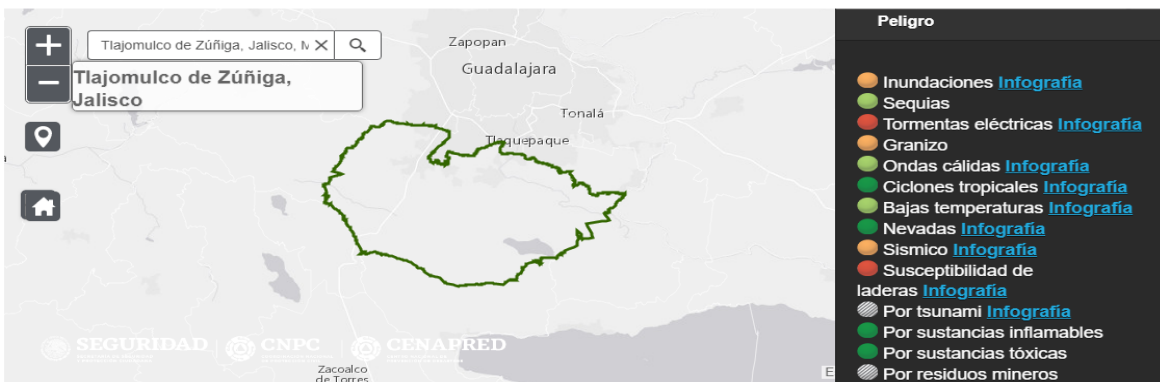 +
Tlajomulco de Zúñiga, Jalisco, M
−
Tlajomulco de Zúñiga,
Jalisco
Zapopan
Guadalajara
Tonalá
Tlaquepaque
SEGURIDAD
CNPC
CENAPRED
Zacoalco
de Torres
E
Peligro
Inundaciones Infografía
Sequias
Tormentas eléctricas Infografía
Granizo
Ondas cálidas Infografía
Ciclones tropicales Infografía
Bajas temperaturas Infografía
Nevadas Infografía
Sismico Infografía
Susceptibilidad de
laderas Infografía
Por tsunami Infografía
Por sustancias inflamables
Por sustancias tóxicas
Por residuos mineros